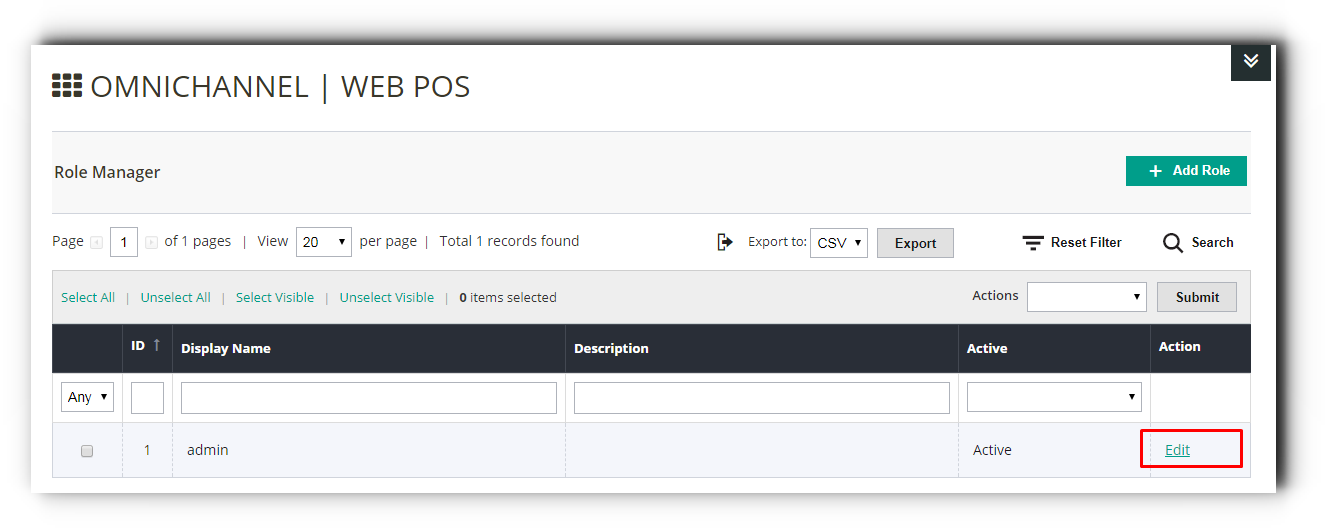 OMNICHANNEL | WEB POS
Role Manager
+ Add Role
Page 1 of 1 pages | View 20 per page | Total 1 records found
Export to: CSV Export
Reset Filter
Search
Select All | Unselect All | Select Visible | Unselect Visible | 0 items selected
Actions Submit
ID ↑ Display Name Description Active Action
Any
1 admin Active Edit